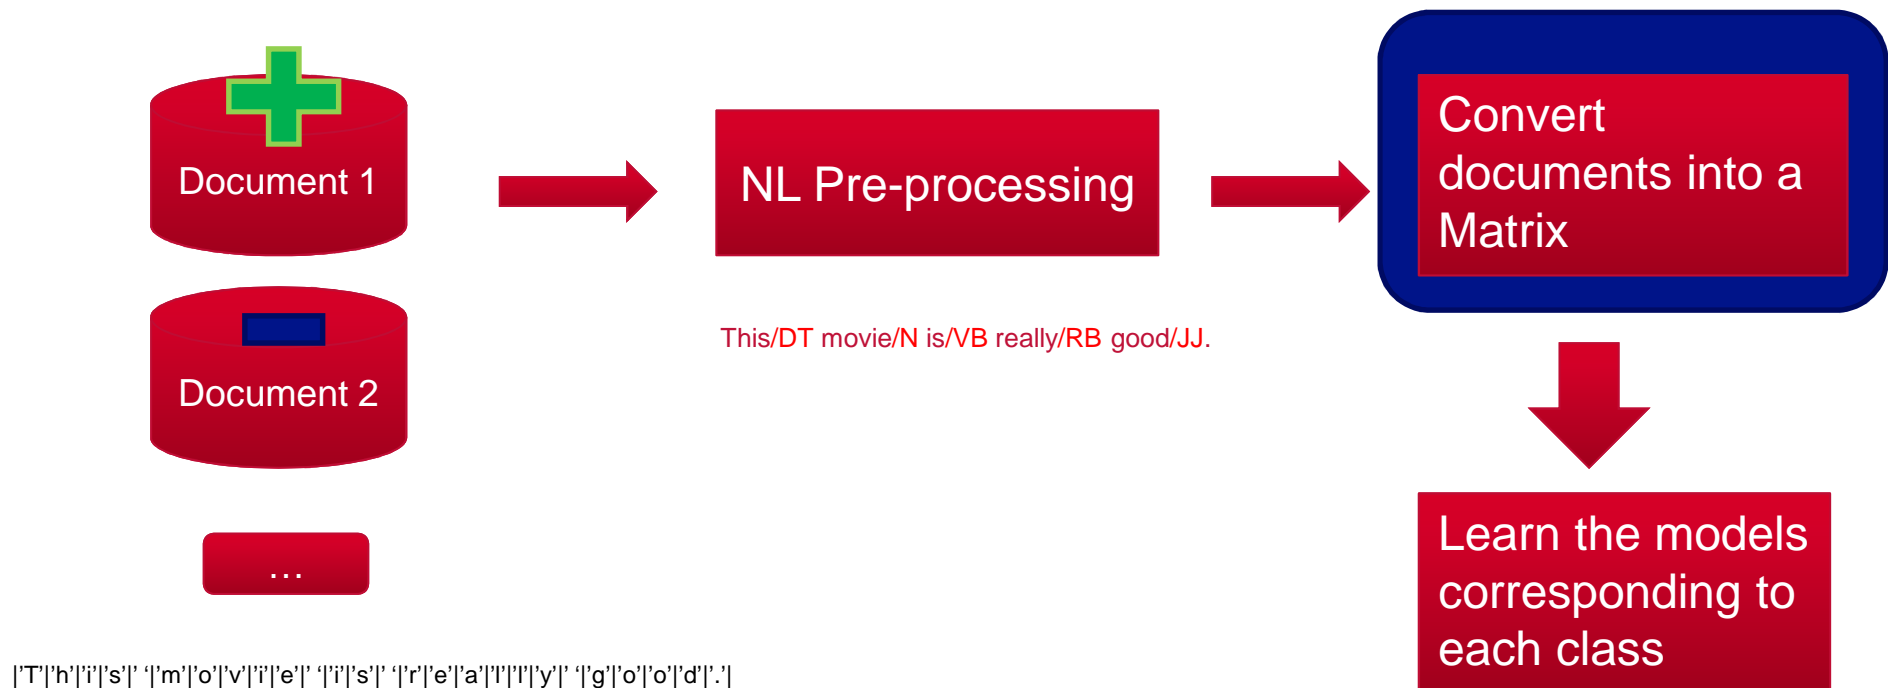 Document 1
NL Pre-processing
Convert
documents into a
Matrix
This/DT movie/N is/VB really/RB good/JJ.
Document 2
...
Learn the models
corresponding to
each class
|’T’|’h’|’i’|’s’|’ ‘|’m’|’o’|’v’|’i’|’e’|’ ‘|’i’|’s’|’ ‘|’r’|’e’|’a’|’l’|’l’|’y’|’ ‘|’g’|’o’|’o’|’d’|’.’|